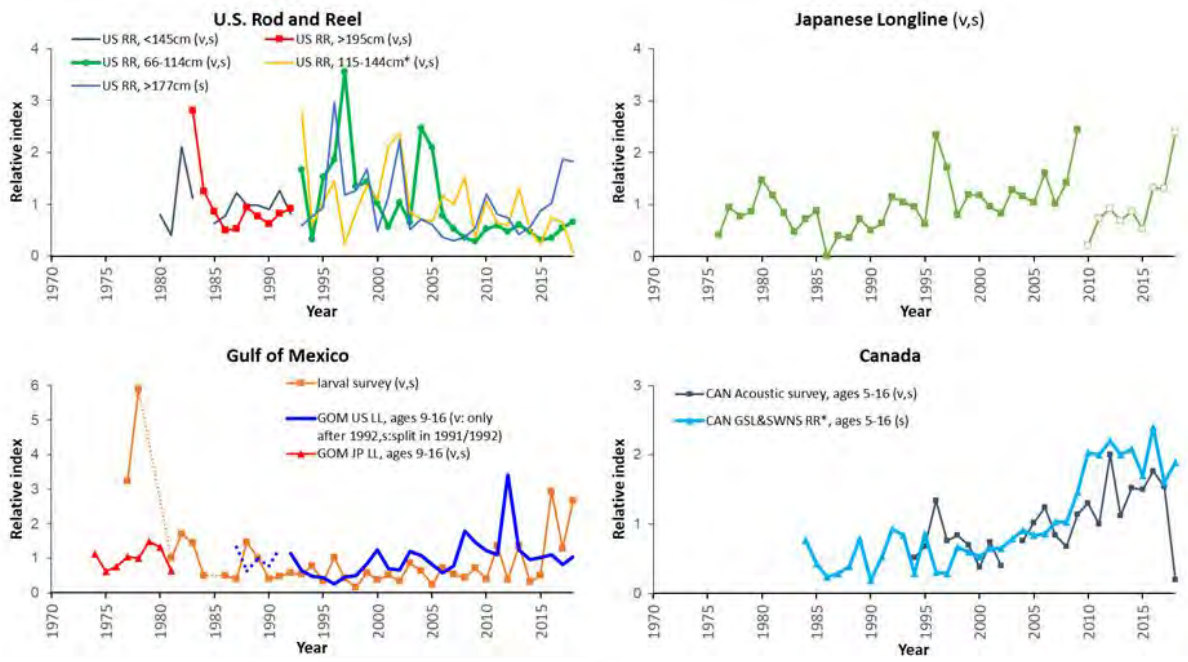 U.S. Rod and Reel
US RR, <145cm (v,s)
US RR, >195cm (v,s)
US RR, 66-114cm (v,s)
US RR, 115-144cm* (v,s)
US RR, >177cm (s)
Relative index
4
3
2
1
0
1970
1975
1980
1985
1990
1995
2000
2005
2010
2015
Year
Japanese Longline (v,s)
Relative index
4
3
2
1
0
1970
1975
1980
1985
1990
1995
2000
2005
2010
2015
Year
Gulf of Mexico
larval survey (v,s)
GOM US LL, ages 9-16 (v: only
after 1992,s:split in 1991/1992)
GOM JP LL, ages 9-16 (v,s)
Relative index
6
5
4
3
2
1
0
1970
1975
1980
1985
1990
1995
2000
2005
2010
2015
Year
Canada
CAN Acoustic survey, ages 5-16 (v,s)
CAN GSL&SWNS RR*, ages 5-16 (s)
Relative index
3
2
1
0
1970
1975
1980
1985
1990
1995
2000
2005
2010
2015
Year